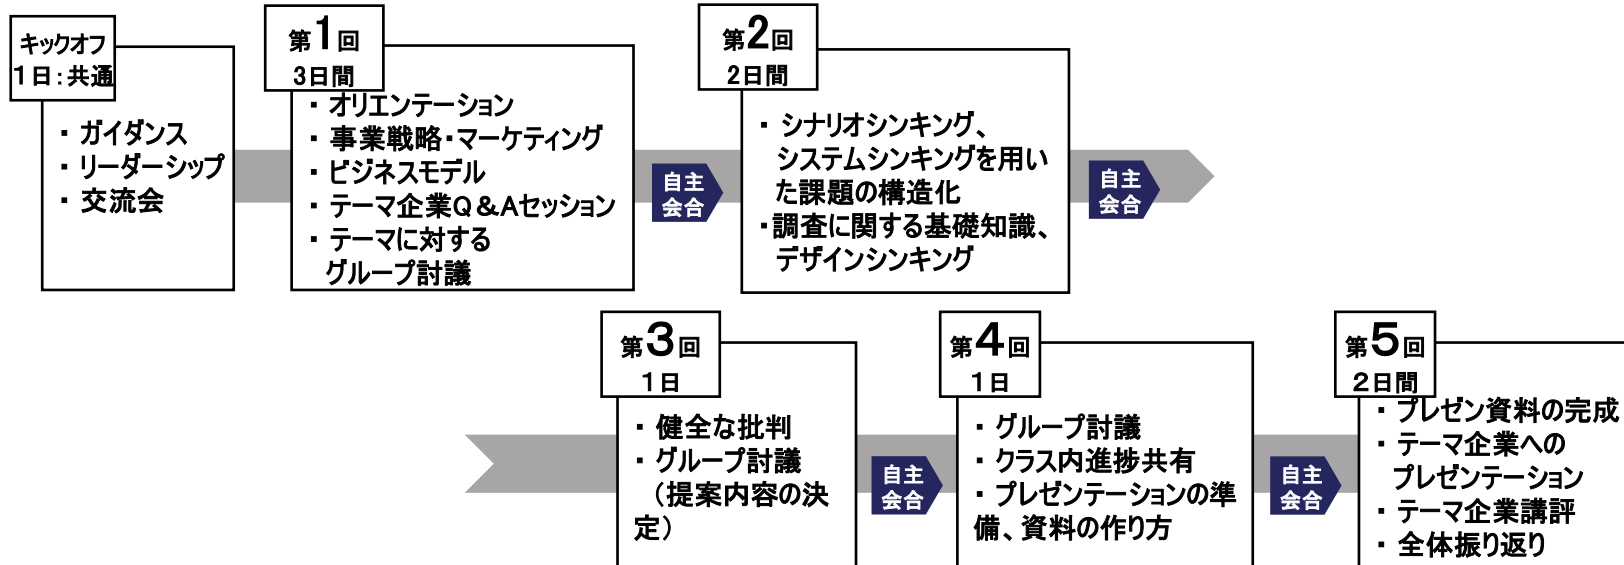 キックオフ
1日:共通
・ ガイダンス
・ リーダーシップ
・ 交流会
第1回
3日間
・ オリエンテーション
・ 事業戦略・マーケティング
・ ビジネスモデル
・ テーマ企業Q&Aセッション
・ テーマに対する
グループ討議
自主
会合
第2回
2日間
・ シナリオシンキング、
システムシンキングを用い
た課題の構造化
・調査に関する基礎知識、
デザインシンキング
自主
会合
第3回
1日
・ 健全な批判
・ グループ討議
(提案内容の決
定)
自主
会合
第4回
1日
・ グループ討議
・ クラス内進捗共有
・ プレゼンテーションの準
備、資料の作り方
自主
会合
第5回
2日間
・ プレゼン資料の完成
・ テーマ企業への
プレゼンテーション
・ テーマ企業講評
・ 全体振り返り